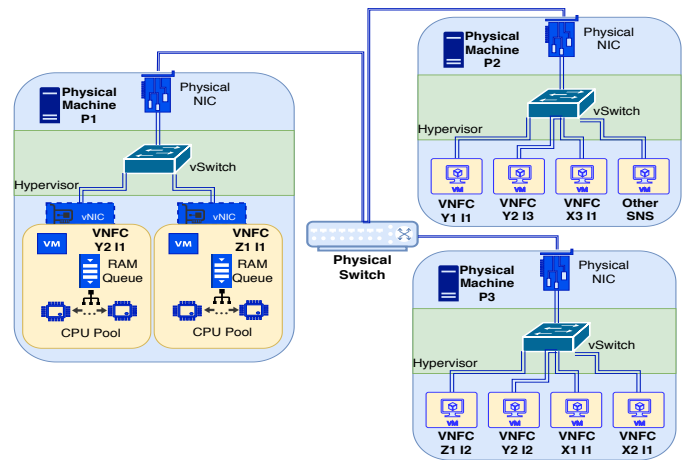 Physical
Machine
P1
Physical
NIC
vSwitch
Hypervisor
vNIC
vNIC
VM
VNFC
Y2 I1
RAM
Queue
CPU Pool
VM
VNFC
Z1 I1
RAM
Queue
CPU Pool
Physical
Switch
Physical
Machine
P2
Physical
NIC
vSwitch
Hypervisor
VM
VM
VM
VM
VNFC
Y1 I1
VNFC
Y2 I3
VNFC
X3 I1
Other
SNS
Physical
Machine
P3
Physical
NIC
vSwitch
Hypervisor
VM
VM
VM
VM
VNFC
Z1 I2
VNFC
Y2 I2
VNFC
X1 I1
VNFC
X2 I1